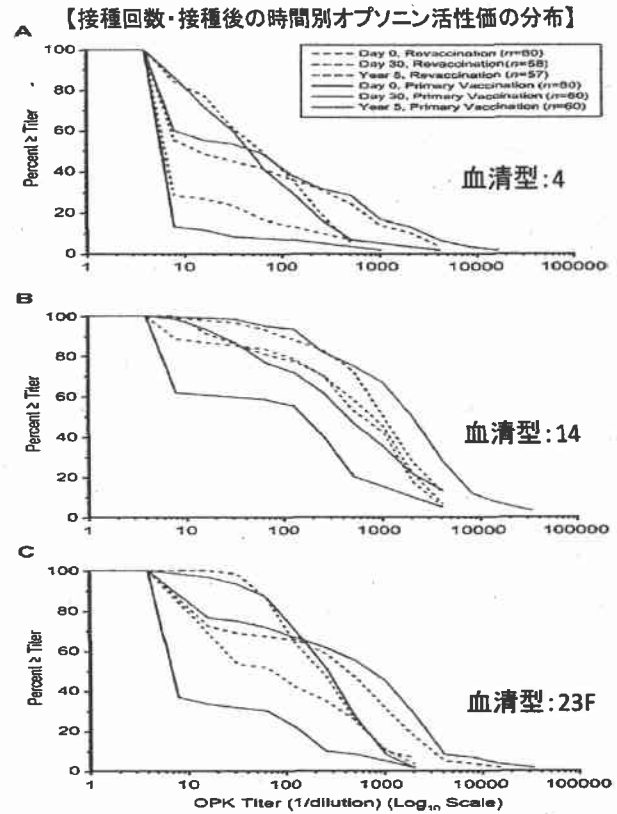 【接種回数・接種後の時間別オプソニン活性価の分布】
A
Day 0, Revaccination (n=60)
Day 30, Revaccination (n=58)
Year 5, Revaccination (n=57)
Day 0, Primary Vaccination (n=60)
Day 30, Primary Vaccination (n=60)
Year 5, Primary Vaccination (n=60)
Percent ≥ Titer
100
80
60
40
20
0
血清型:4
1
10
100
1000
10000
100000
B
Percent ≥ Titer
100
80
60
40
20
0
血清型:14
1
10
100
1000
10000
100000
C
Percent ≥ Titer
100
80
60
40
20
0
血清型:23F
1
10
100
1000
10000
100000
OPK Titer (1/dilution) (Log₁₀ Scale)